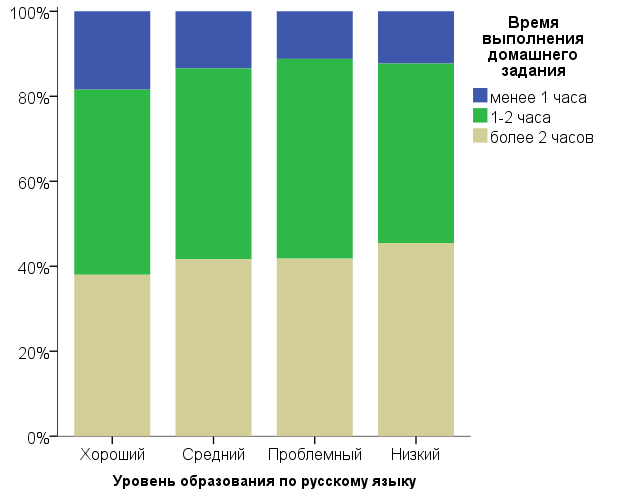 100%
80%
60%
40%
20%
0%
Хороший
Средний
Проблемный
Низкий
Уровень образования по русскому языку
Время
выполнения
домашнего
задания
менее 1 часа
1-2 часа
более 2 часов